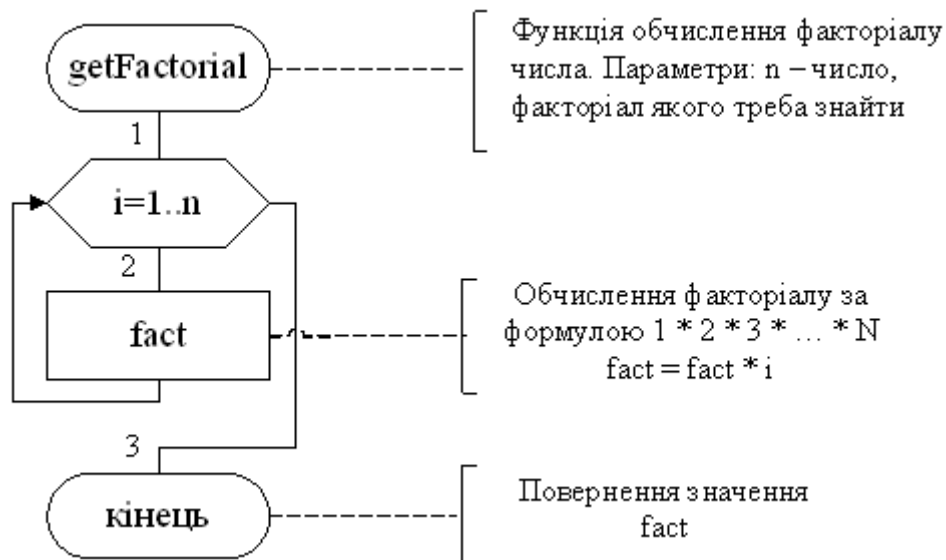 getFactorial
Функція обчислення факторіалу
числа. Параметри: n – число,
факторіал якого треба знайти
1
i=1..n
2
fact
Обчислення факторіалу за
формулою 1 * 2 * 3 * ... * N
fact = fact * i
3
кінець
Повернення значення
fact